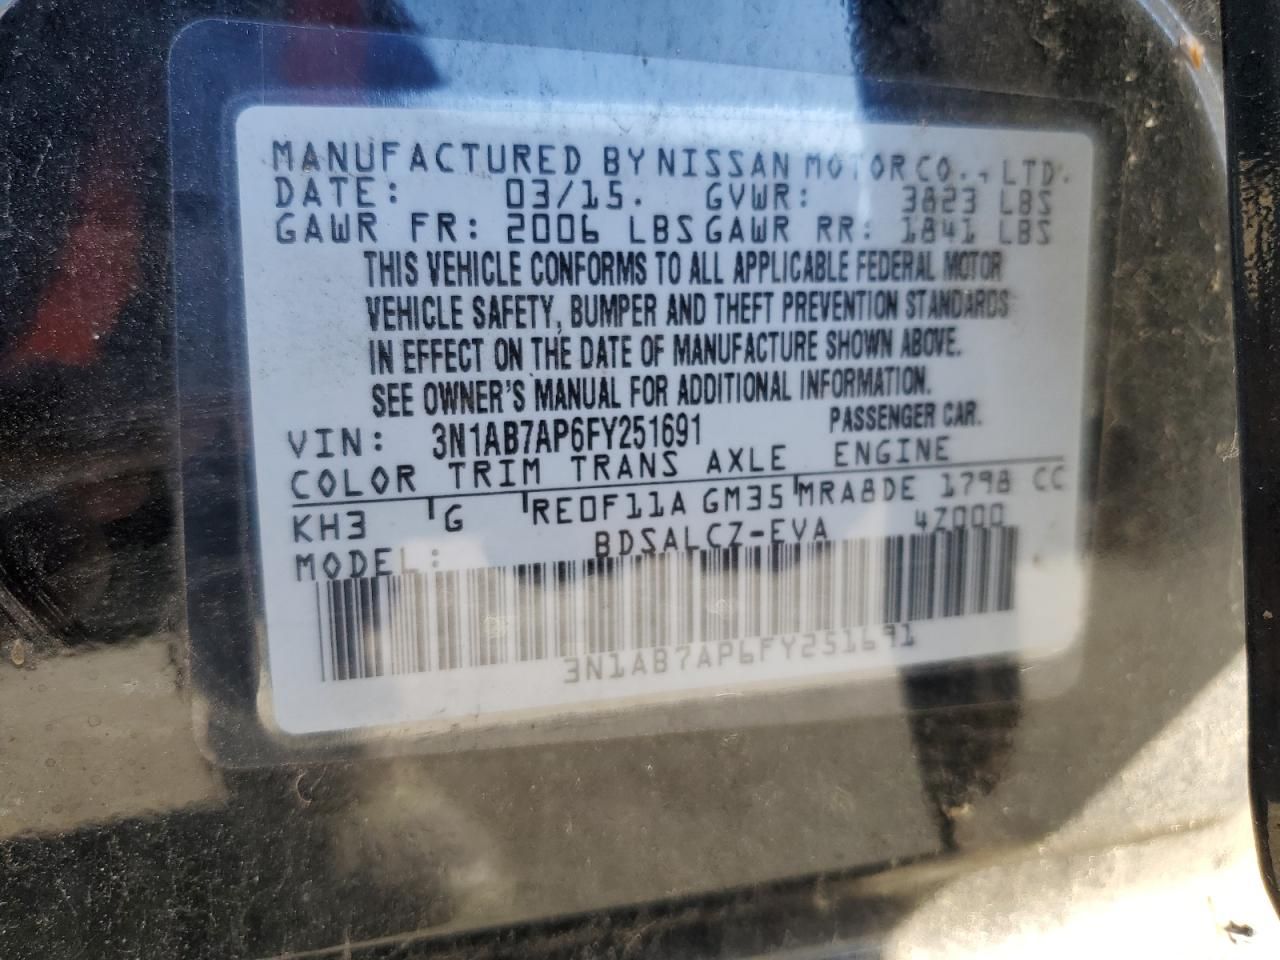 MANUFACTURED BY NISSAN MOTOR CO., LTD.
DATE: 03/15. GVWR: 3823 LBS
GAWR FR: 2006 LBS GAWR RR: 1841 LBS
THIS VEHICLE CONFORMS TO ALL APPLICABLE FEDERAL MOTOR
VEHICLE SAFETY, BUMPER AND THEFT PREVENTION STANDARDS
IN EFFECT ON THE DATE OF MANUFACTURE SHOWN ABOVE.
SEE OWNER'S MANUAL FOR ADDITIONAL INFORMATION.
VIN: 3N1AB7AP6FY251691 PASSENGER CAR.
COLOR TRIM TRANS AXLE ENGINE
KH3 G RE0F11A GM35 MRA8DE 1798 CC
MODEL: BDSALCZ-EVA 4Z000
3N1AB7AP6FY251691